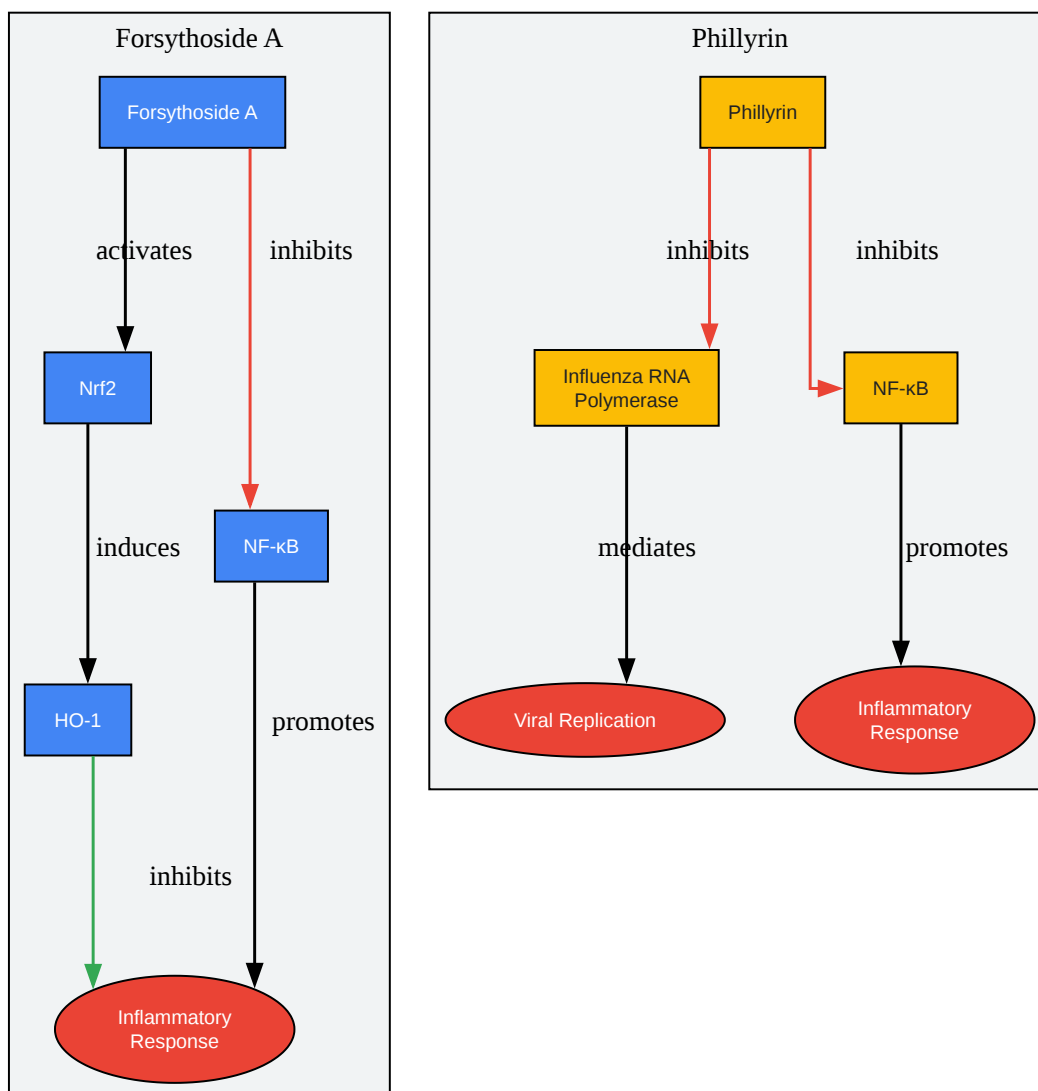 Forsythoside A
Forsythoside A
activates
inhibits
Nrf2
induces
NF-κB
HO-1
promotes
inhibits
Inflammatory
Response
Phillyrin
Phillyrin
inhibits
inhibits
Influenza RNA
Polymerase
NF-κB
mediates
promotes
Viral Replication
Inflammatory
Response